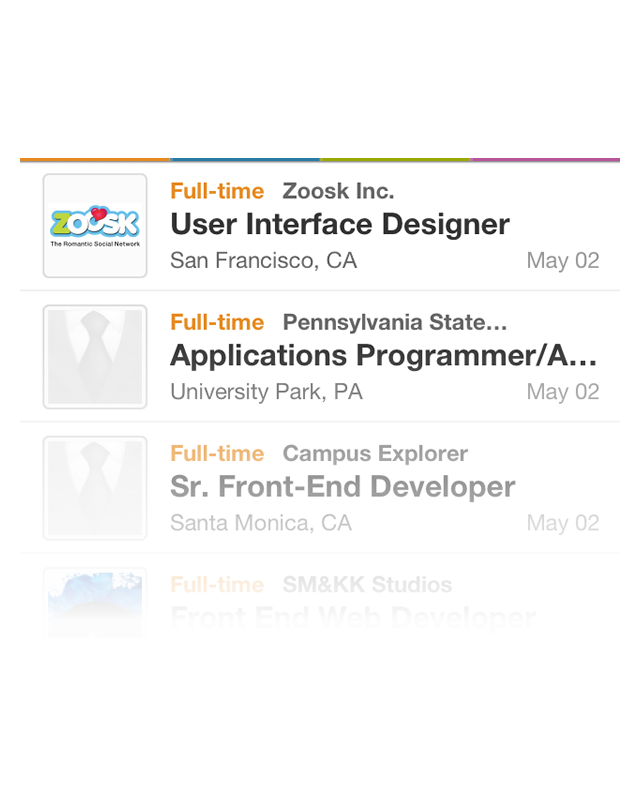 Full-time Zoosk Inc.
ZOOSK
The Romantic Social Network
User Interface Designer
San Francisco, CA May 02
Full-time Pennsylvania State...
Applications Programmer/A...
University Park, PA May 02
Full-time Campus Explorer
Sr. Front-End Developer
Santa Monica, CA May 02
Full-time SM&KK Studios
Front End Web Developer